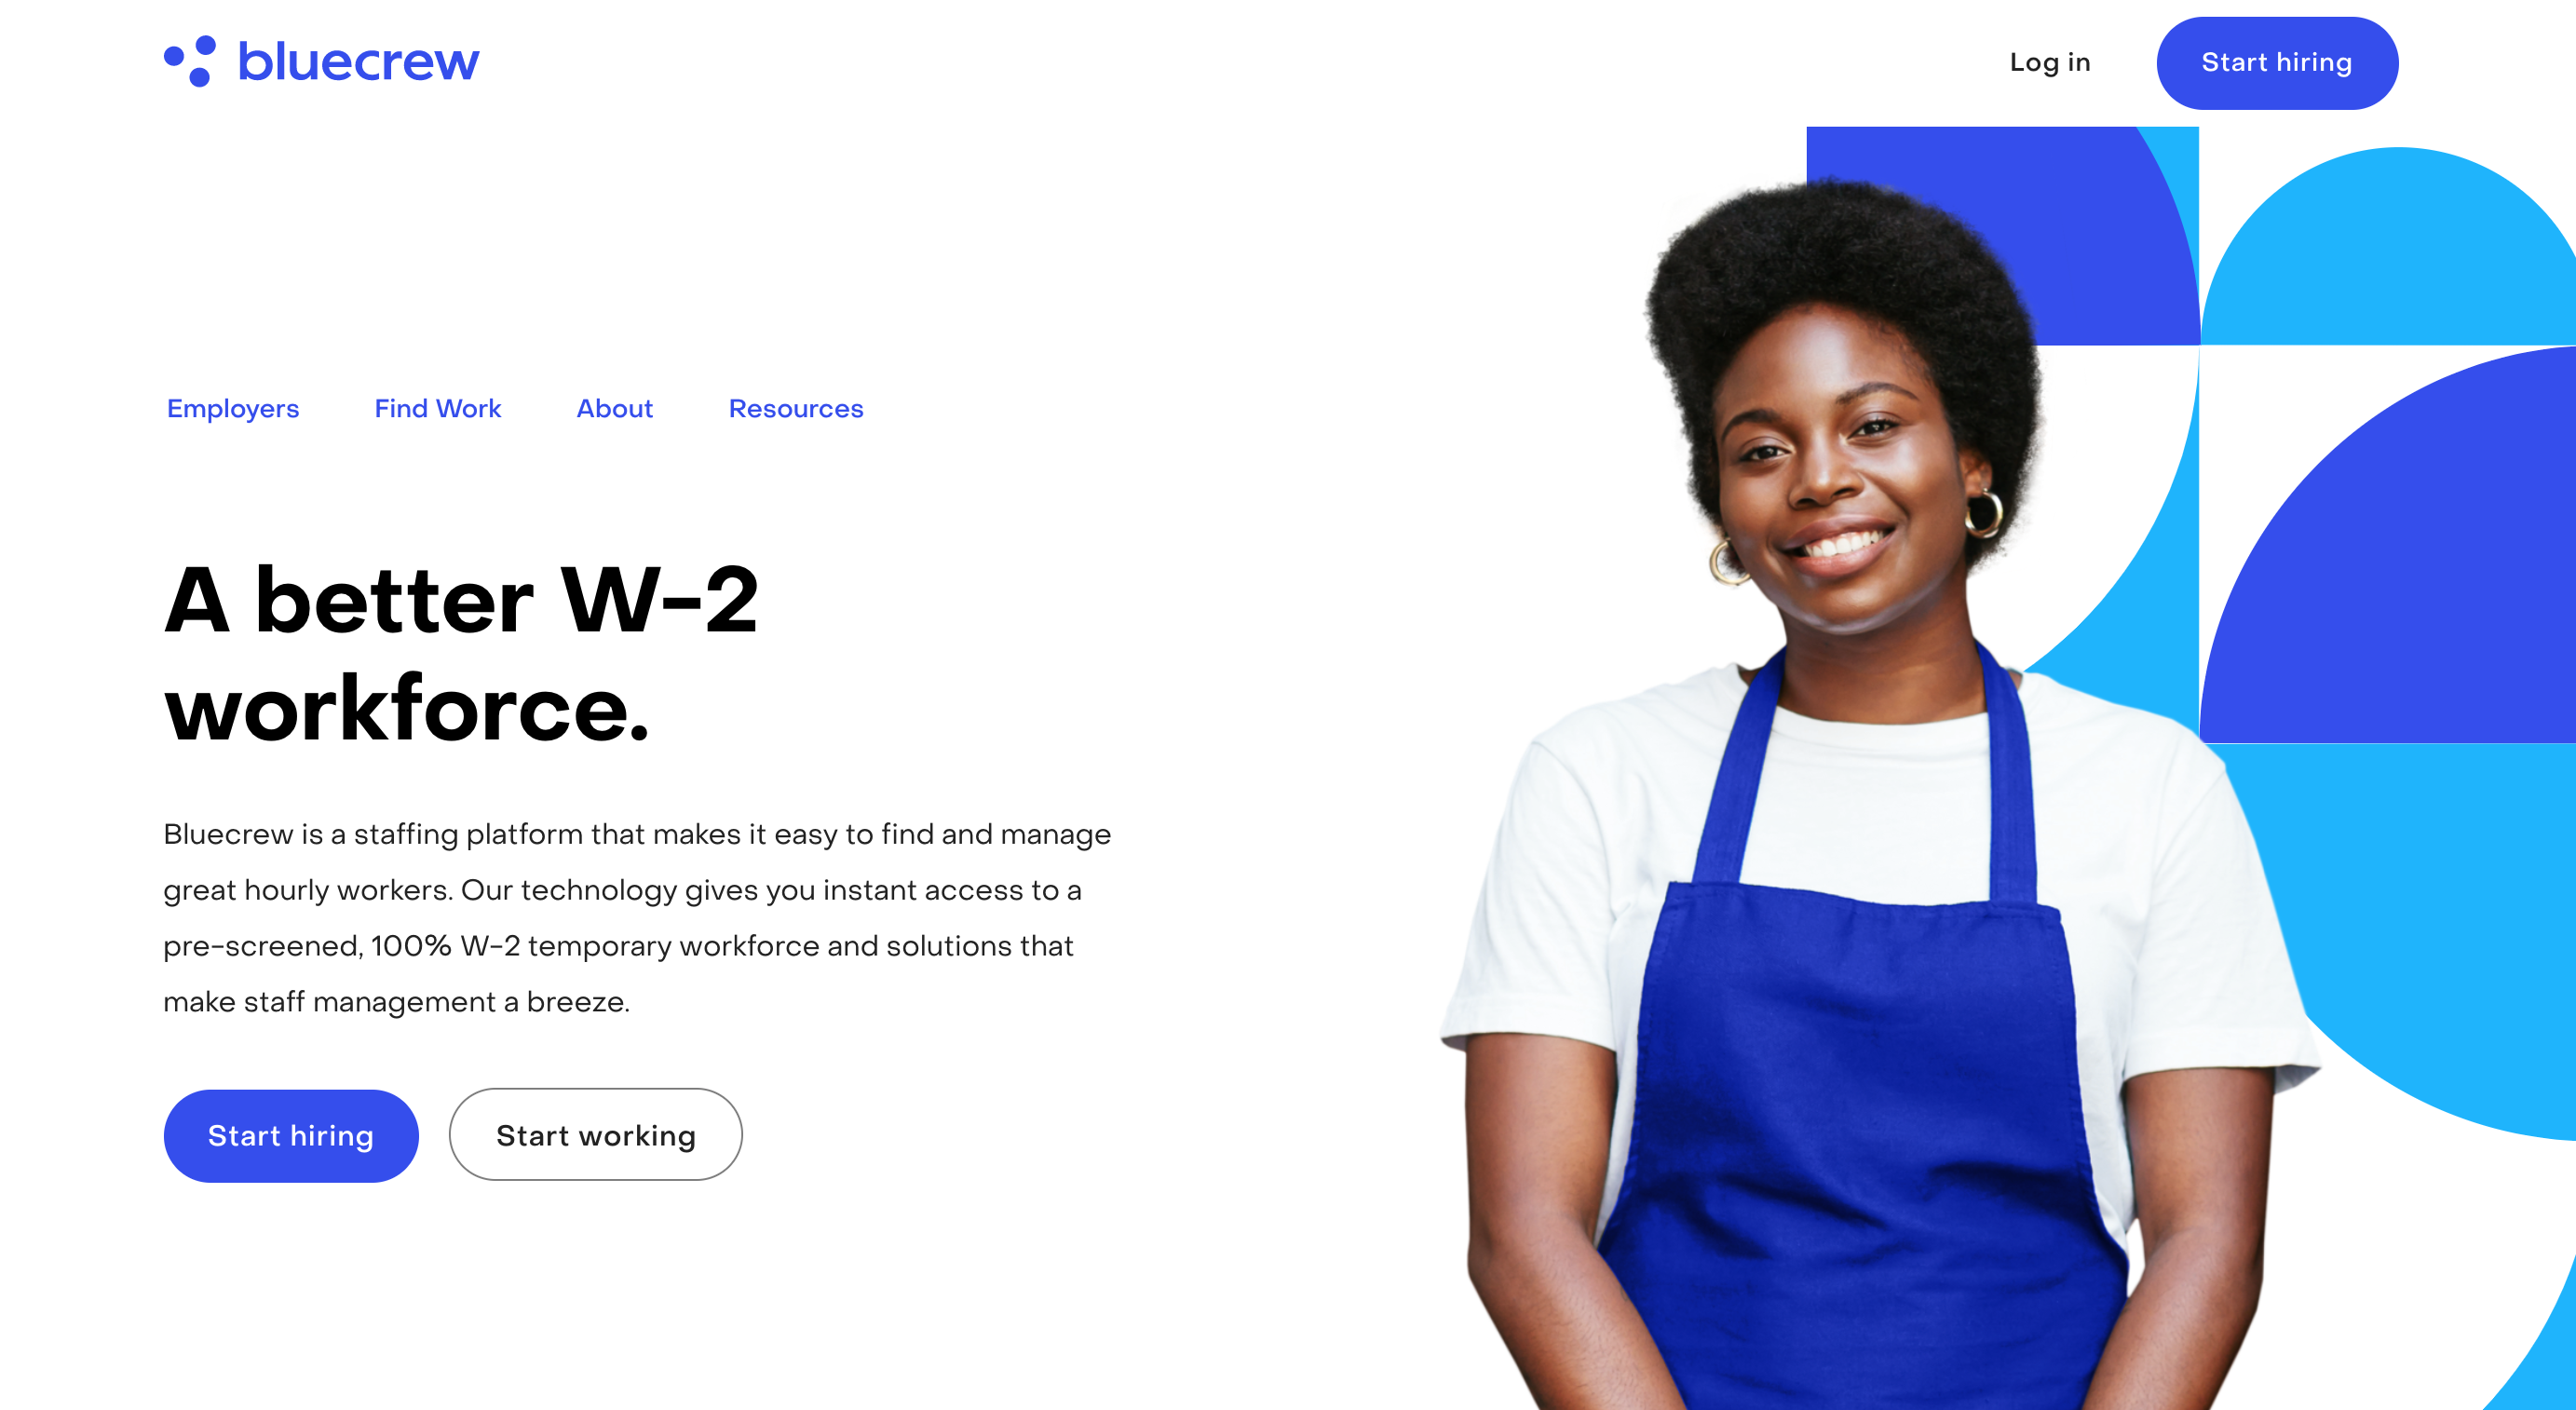 bluecrew
Log in
Start hiring
Employers
Find Work
About
Resources
A better W-2
workforce.
Bluecrew is a staffing platform that makes it easy to find and manage
great hourly workers. Our technology gives you instant access to a
pre-screened, 100% W-2 temporary workforce and solutions that
make staff management a breeze.
Start hiring
Start working